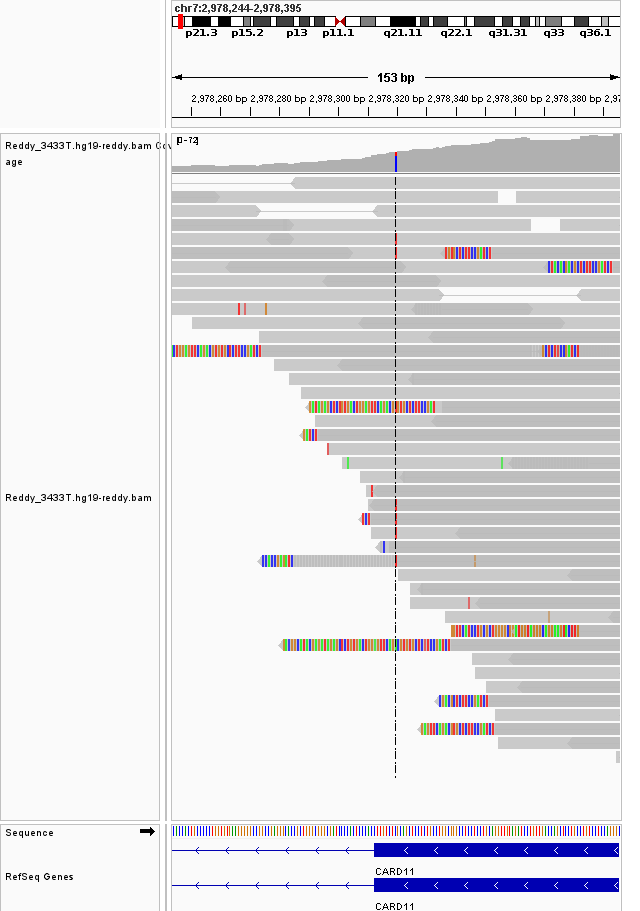 chr7:2,978,244-2,978,395
p21.3 p15.2 p13 p11.1 q21.11 q22.1 q31.31 q33 q36.1
153 bp
2,978,260 bp 2,978,280 bp 2,978,300 bp 2,978,320 bp 2,978,340 bp 2,978,360 bp 2,978,380 bp 2,97
Reddy_3433T.hg19-reddy.bam Cov
age
[0-72]
Reddy_3433T.hg19-reddy.bam
Sequence
CARD11
RefSeq Genes
CARD11